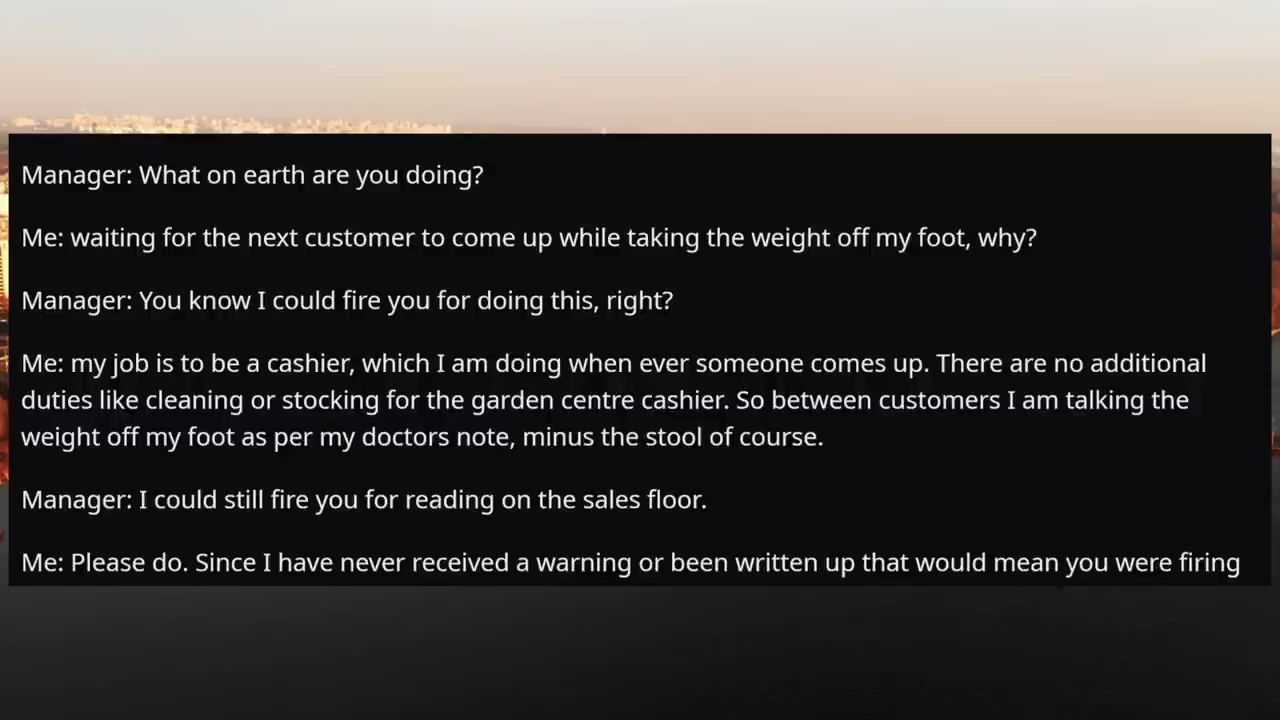 Manager: What on earth are you doing?
Me: waiting for the next customer to come up while taking the weight off my foot, why?
Manager: You know I could fire you for doing this, right?
Me: my job is to be a cashier, which I am doing when ever someone comes up. There are no additional
duties like cleaning or stocking for the garden centre cashier. So between customers I am talking the
weight off my foot as per my doctors note, minus the stool of course.
Manager: I could still fire you for reading on the sales floor.
Me: Please do. Since I have never received a warning or been written up that would mean you were firing